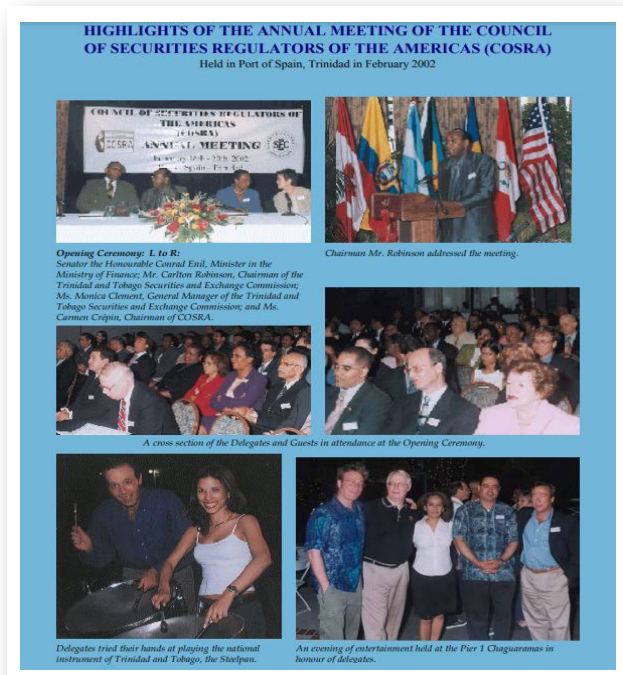 HIGHLIGHTS OF THE ANNUAL MEETING OF THE COUNCIL
OF SECURITIES REGULATORS OF THE AMERICAS (COSRA)
Held in Port of Spain, Trinidad in February 2002
COUNCIL OF SECURITIES REGULATORS OF
THE AMERICAS
(COSRA)
COSRA
ANNUAL MEETING
SEC
Opening Ceremony: L to R:
Senator the Honourable Conrad Enil, Minister in the
Ministry of Finance; Mr. Carlton Robinson, Chairman of the
Trinidad and Tobago Securities and Exchange Commission;
Ms. Monica Clement, General Manager of the Trinidad and
Tobago Securities and Exchange Commission; and Ms.
Carmen Crépin, Chairman of COSRA.
Chairman Mr. Robinson addressed the meeting.
A cross section of the Delegates and Guests in attendance at the Opening Ceremony.
Delegates tried their hands at playing the national
instrument of Trinidad and Tobago, the Steelpan.
An evening of entertainment held at the Pier 1 Chaguaramas in
honour of delegates.